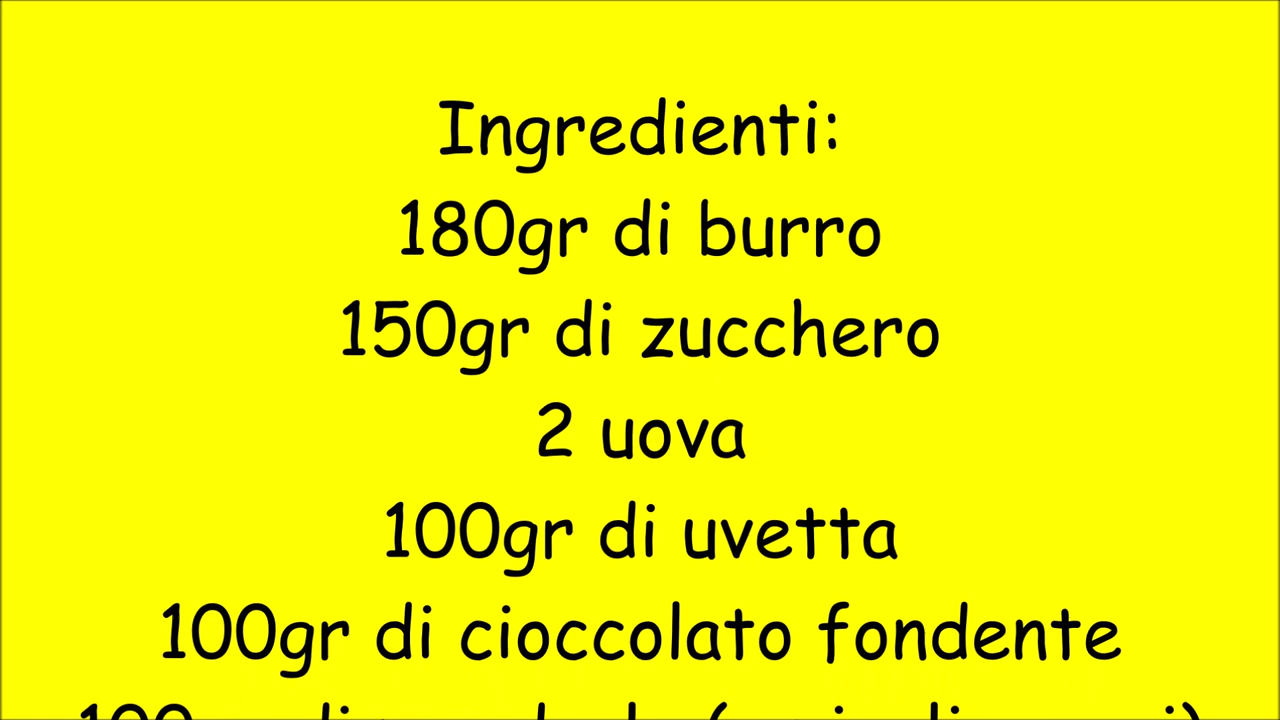 Ingredienti:
180gr di burro
150gr di zucchero
2 uova
100gr di uvetta
100gr di cioccolato fondente